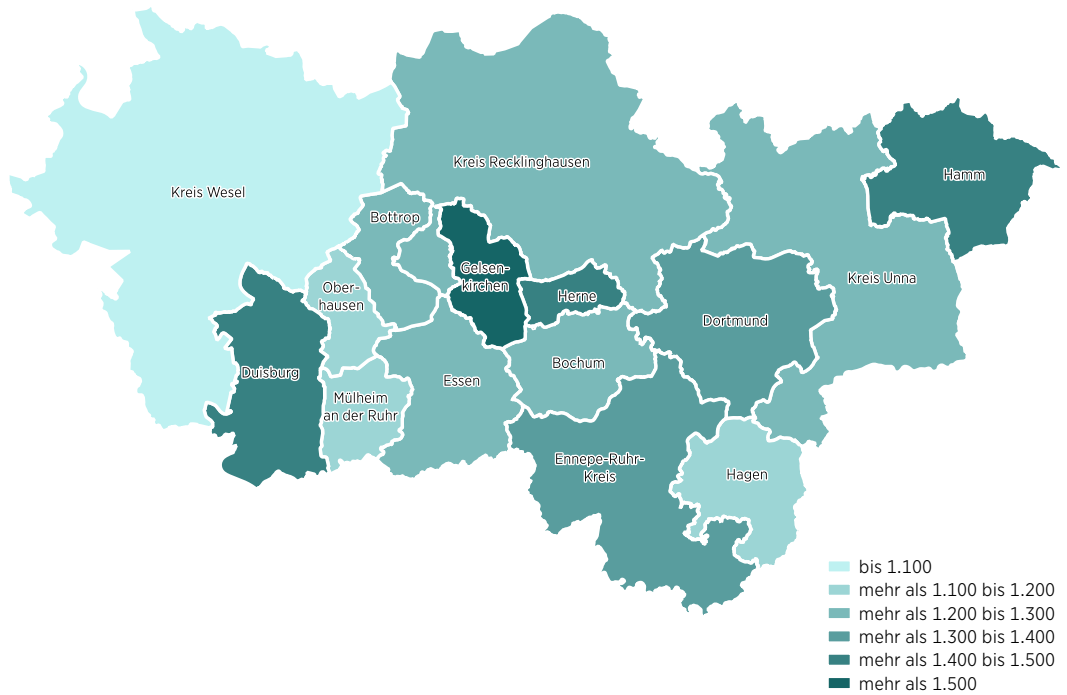 Kreis Recklinghausen
Hamm
Kreis Wesel
Bottrop
Gelsen-
kirchen
Kreis Unna
Ober-
hausen
Herne
Dortmund
Duisburg
Bochum
Essen
Mülheim
an der Ruhr
Ennepe-Ruhr-
Kreis
Hagen
bis 1.100
mehr als 1.100 bis 1.200
mehr als 1.200 bis 1.300
mehr als 1.300 bis 1.400
mehr als 1.400 bis 1.500
mehr als 1.500